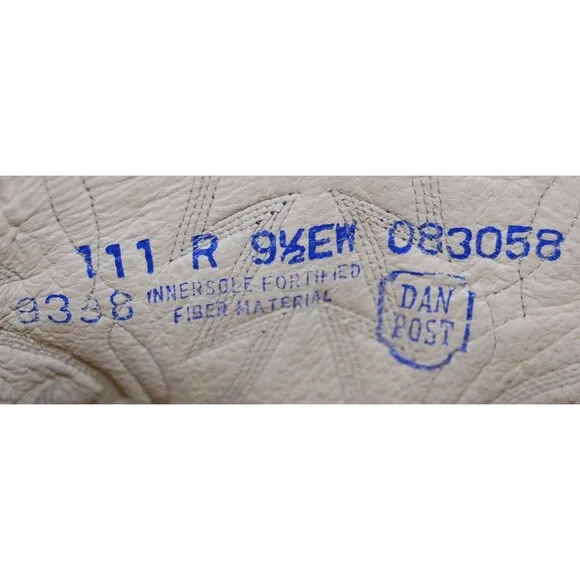 111 R 9½EW 083058
9338 INNERSOLE FORTIFIED
FIBER MATERIAL
DAN
POST